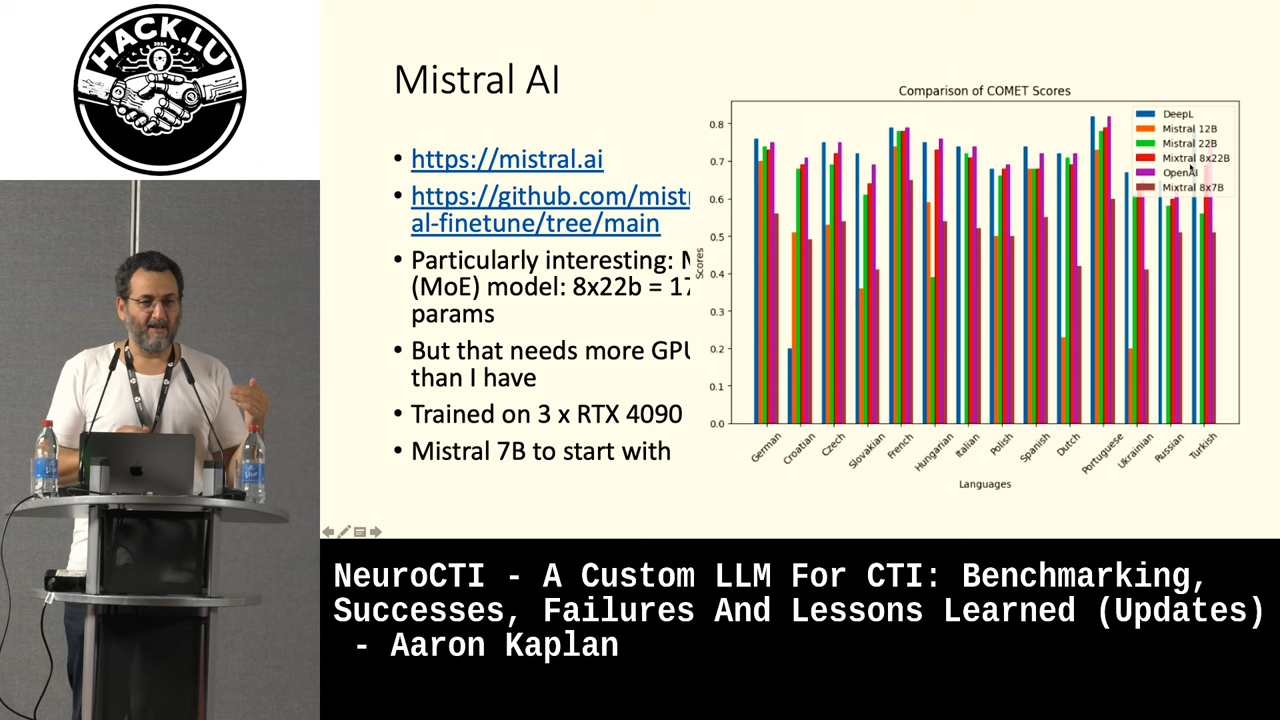 HACK.LU
2024
Mistral AI
• https://mistral.ai
• https://github.com/mistr
al-finetune/tree/main
• Particularly interesting: M
(MoE) model: 8x22b = 17
params
• But that needs more GPU
than I have
• Trained on 3 x RTX 4090
• Mistral 7B to start with
Comparison of COMET Scores
DeepL
Mistral 12B
Mistral 22B
Mixtral 8x22B
OpenAI
Mixtral 8x7B
Scores
0.8
0.7
0.6
0.5
0.4
0.3
0.2
0.1
0.0
German
Croatian
Czech
Slovakian
French
Hungarian
Italian
Polish
Spanish
Dutch
Portuguese
Ukrainian
Russian
Turkish
Languages
NeuroCTI - A Custom LLM For CTI: Benchmarking,
Successes, Failures And Lessons Learned (Updates)
- Aaron Kaplan